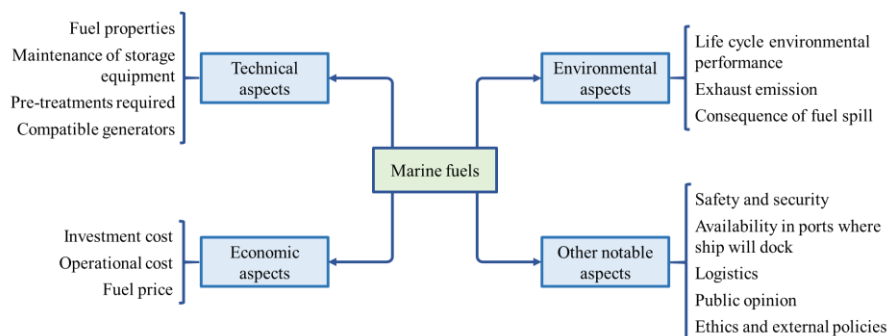 Fuel properties
Maintenance of storage
equipment
Pre-treatments required
Compatible generators
Technical
aspects
Environmental
aspects
Life cycle environmental
performance
Exhaust emission
Consequence of fuel spill
Marine fuels
Investment cost
Operational cost
Fuel price
Economic
aspects
Other notable
aspects
Safety and security
Availability in ports where
ship will dock
Logistics
Public opinion
Ethics and external policies